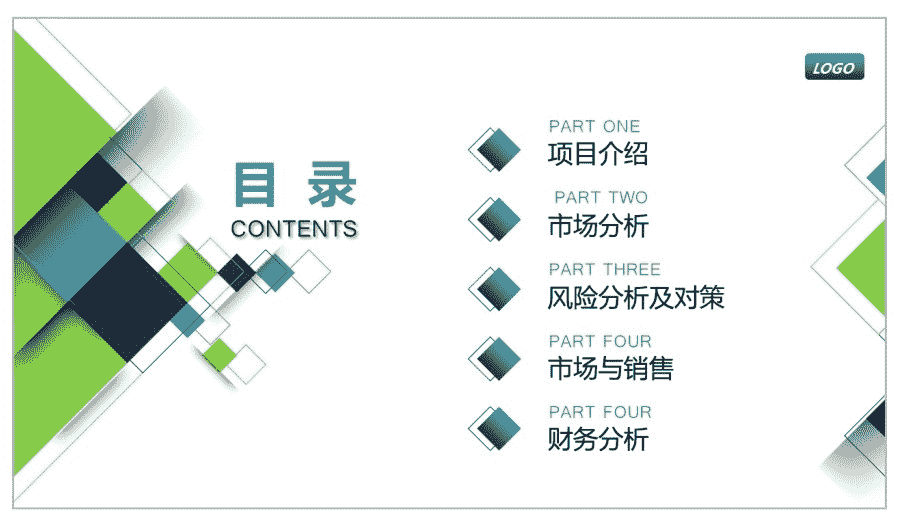 LOGO
目 录
CONTENTS
PART ONE
项目介绍
PART TWO
市场分析
PART THREE
风险分析及对策
PART FOUR
市场与销售
PART FOUR
财务分析